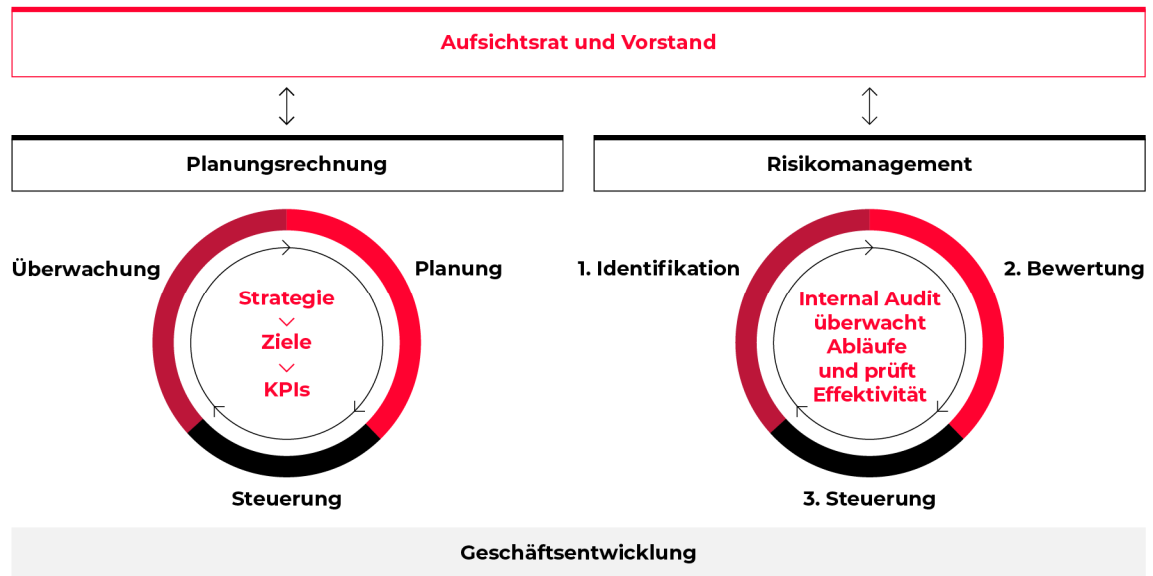 Aufsichtsrat und Vorstand
Planungsrechnung
Überwachung
Planung
Strategie
Ziele
KPIs
Steuerung
Risikomanagement
1. Identifikation
2. Bewertung
Internal Audit
überwacht
Abläufe
und prüft
Effektivität
3. Steuerung
Geschäftsentwicklung